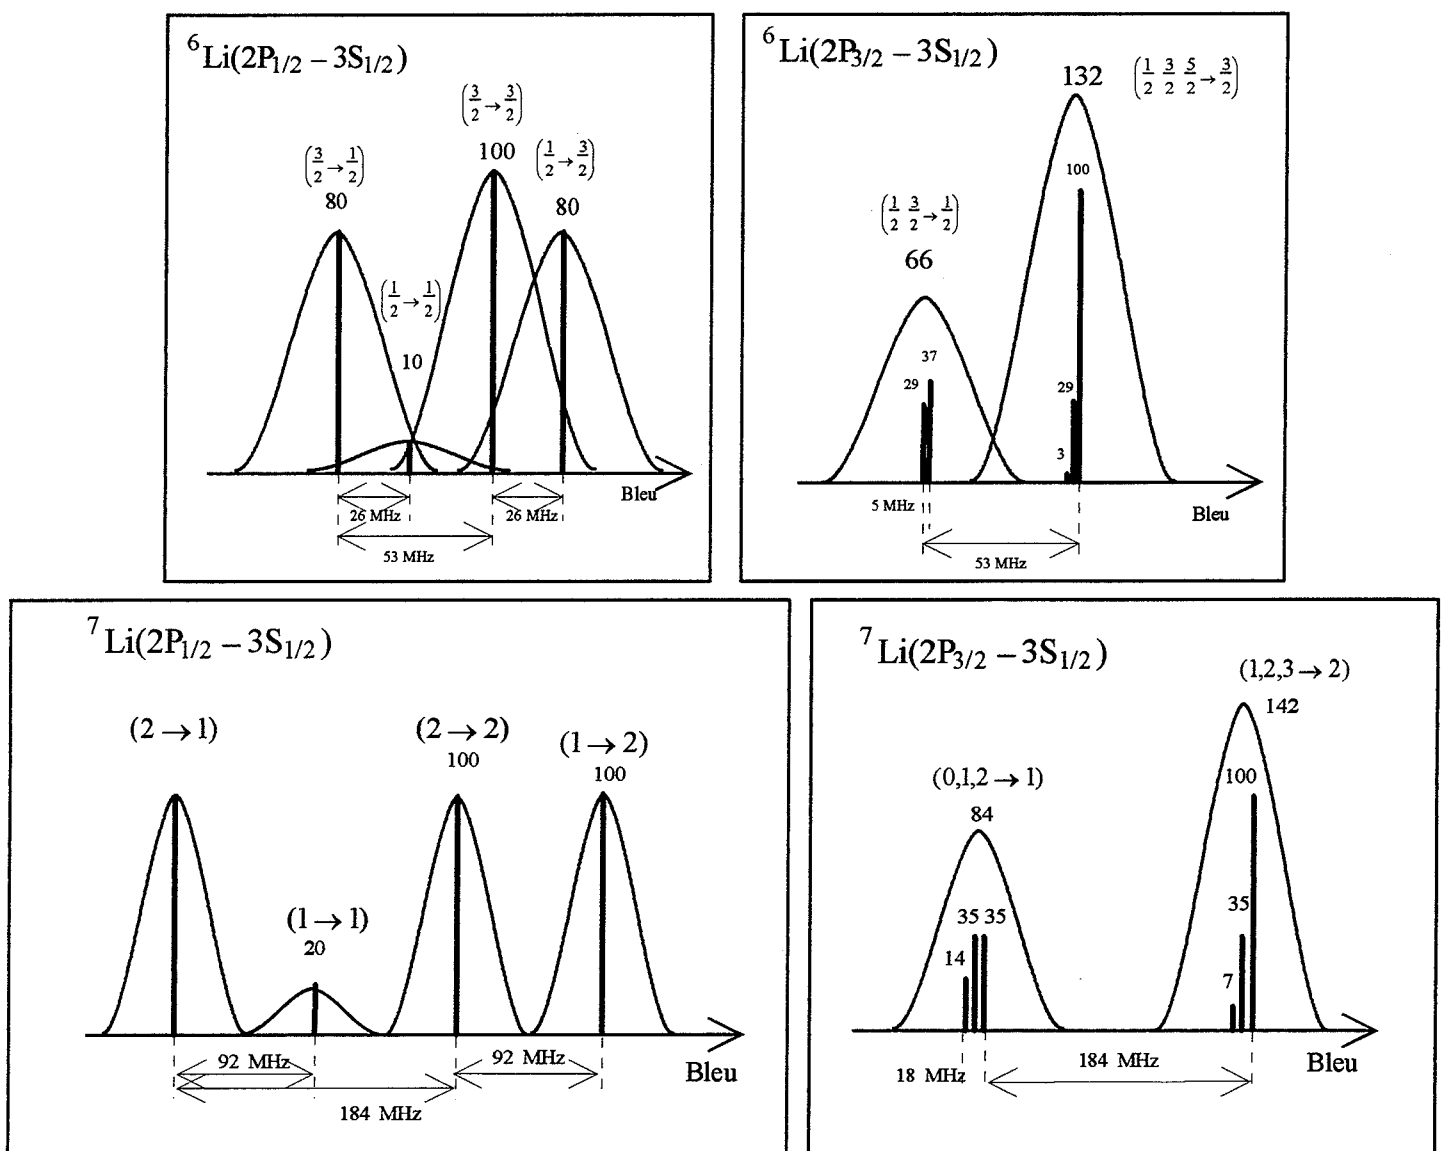 ⁶Li(2P₁/₂ − 3S₁/₂)
(3/2 → 3/2)
100
(3/2 → 1/2)
80
(1/2 → 3/2)
80
(1/2 → 1/2)
10
Bleu
26 MHz
26 MHz
53 MHz
⁶Li(2P₃/₂ − 3S₁/₂)
132
(1/2 3/2 5/2 → 3/2)
100
(1/2 3/2 → 1/2)
66
37
29
29
3
5 MHz
Bleu
53 MHz
⁷Li(2P₁/₂ − 3S₁/₂)
(2 → 1)
(2 → 2)
100
(1 → 2)
100
(1 → 1)
20
92 MHz
92 MHz
Bleu
184 MHz
⁷Li(2P₃/₂ − 3S₁/₂)
(1,2,3 → 2)
142
(0,1,2 → 1)
84
100
35 35
35
14
7
18 MHz
184 MHz
Bleu